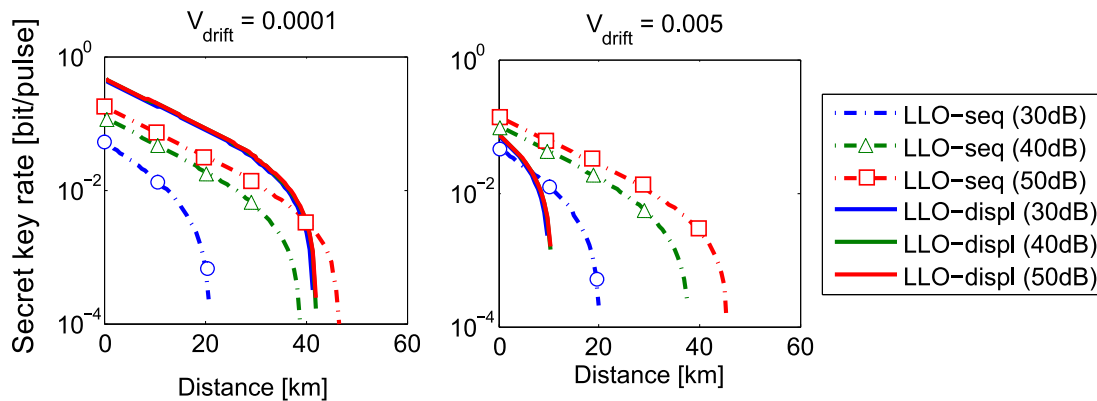 V_drift = 0.0001
V_drift = 0.005
Secret key rate [bit/pulse]
10^0
10^-2
10^-4
0 20 40 60
Distance [km]
10^0
10^-2
10^-4
0 20 40 60
Distance [km]
LLO-seq (30dB)
LLO-seq (40dB)
LLO-seq (50dB)
LLO-displ (30dB)
LLO-displ (40dB)
LLO-displ (50dB)